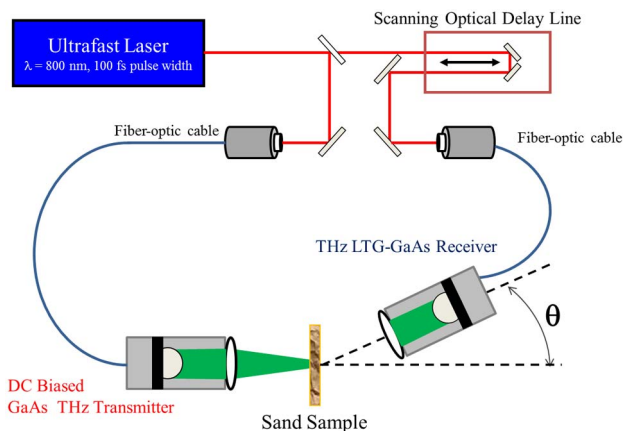 Scanning Optical Delay Line
Ultrafast Laser
λ = 800 nm, 100 fs pulse width
Fiber-optic cable
Fiber-optic cable
THz LTG-GaAs Receiver
θ
DC Biased
GaAs THz Transmitter
Sand Sample